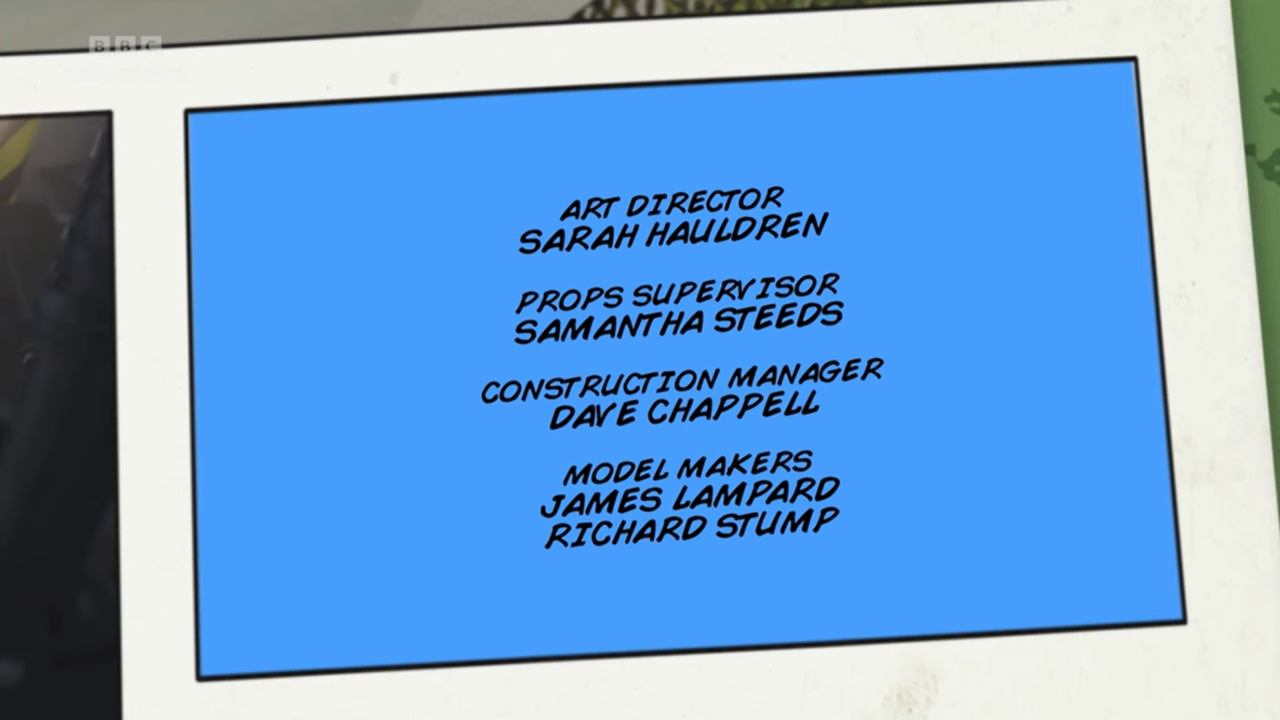 BBC
ART DIRECTOR
SARAH HAULDREN
PROPS SUPERVISOR
SAMANTHA STEEDS
CONSTRUCTION MANAGER
DAVE CHAPPELL
MODEL MAKERS
JAMES LAMPARD
RICHARD STUMP